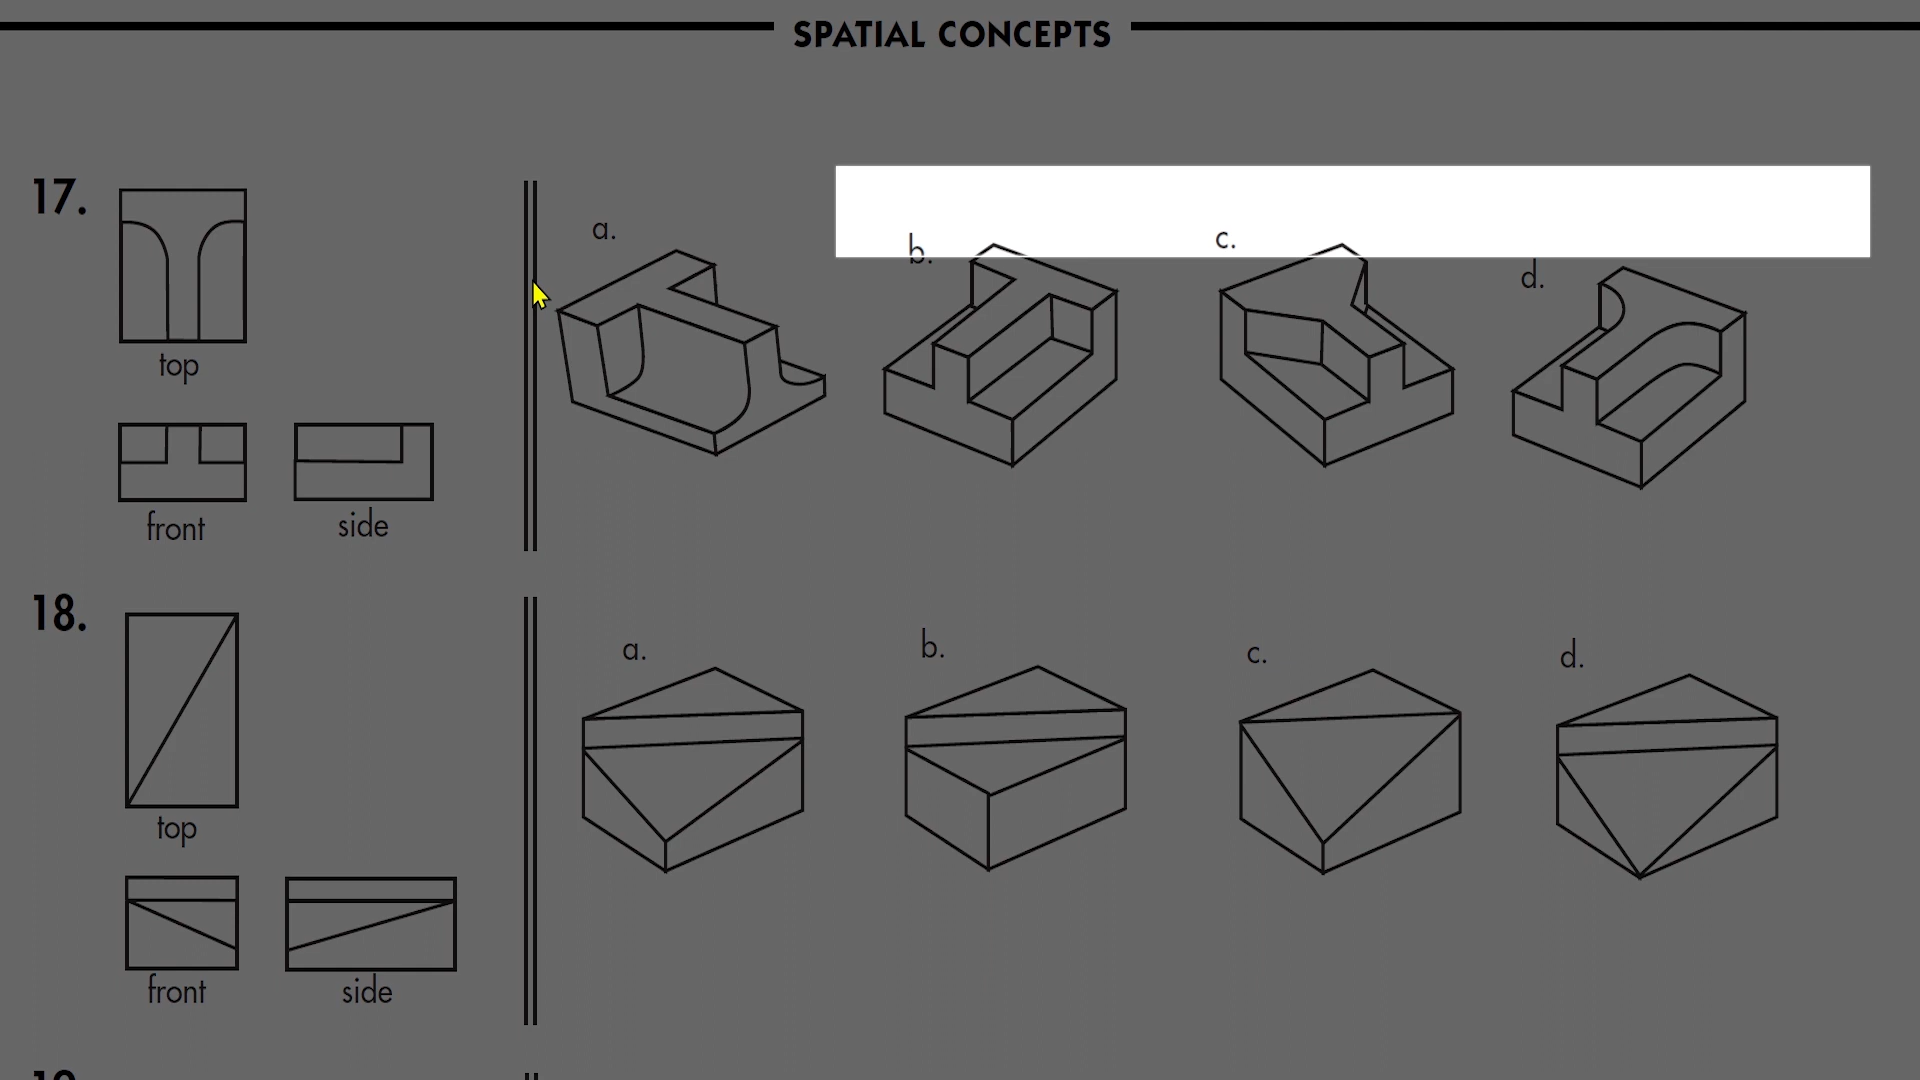 SPATIAL CONCEPTS
17.
top
front
side
a.
b.
c.
d.
18.
top
front
side
a.
b.
c.
d.